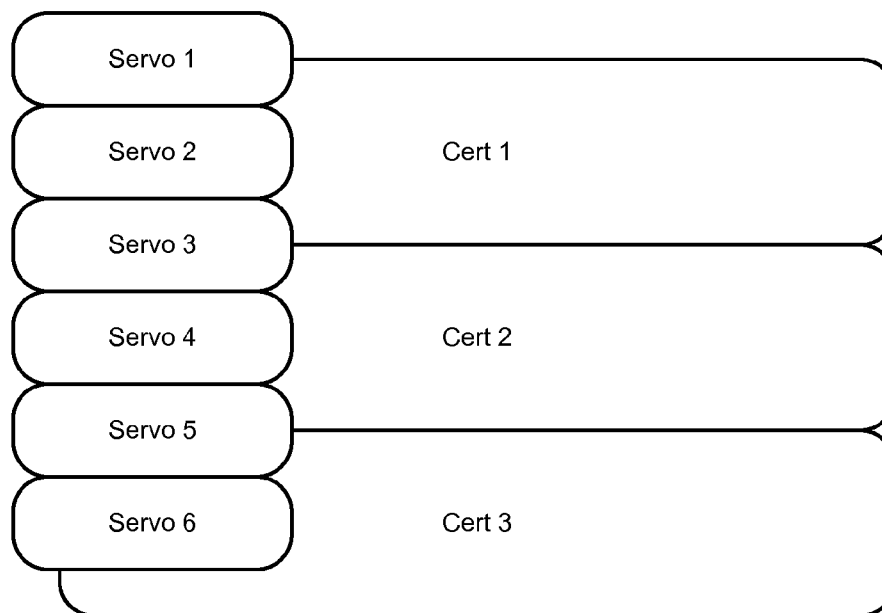 Servo 1
Servo 2
Cert 1
Servo 3
Servo 4
Cert 2
Servo 5
Servo 6
Cert 3